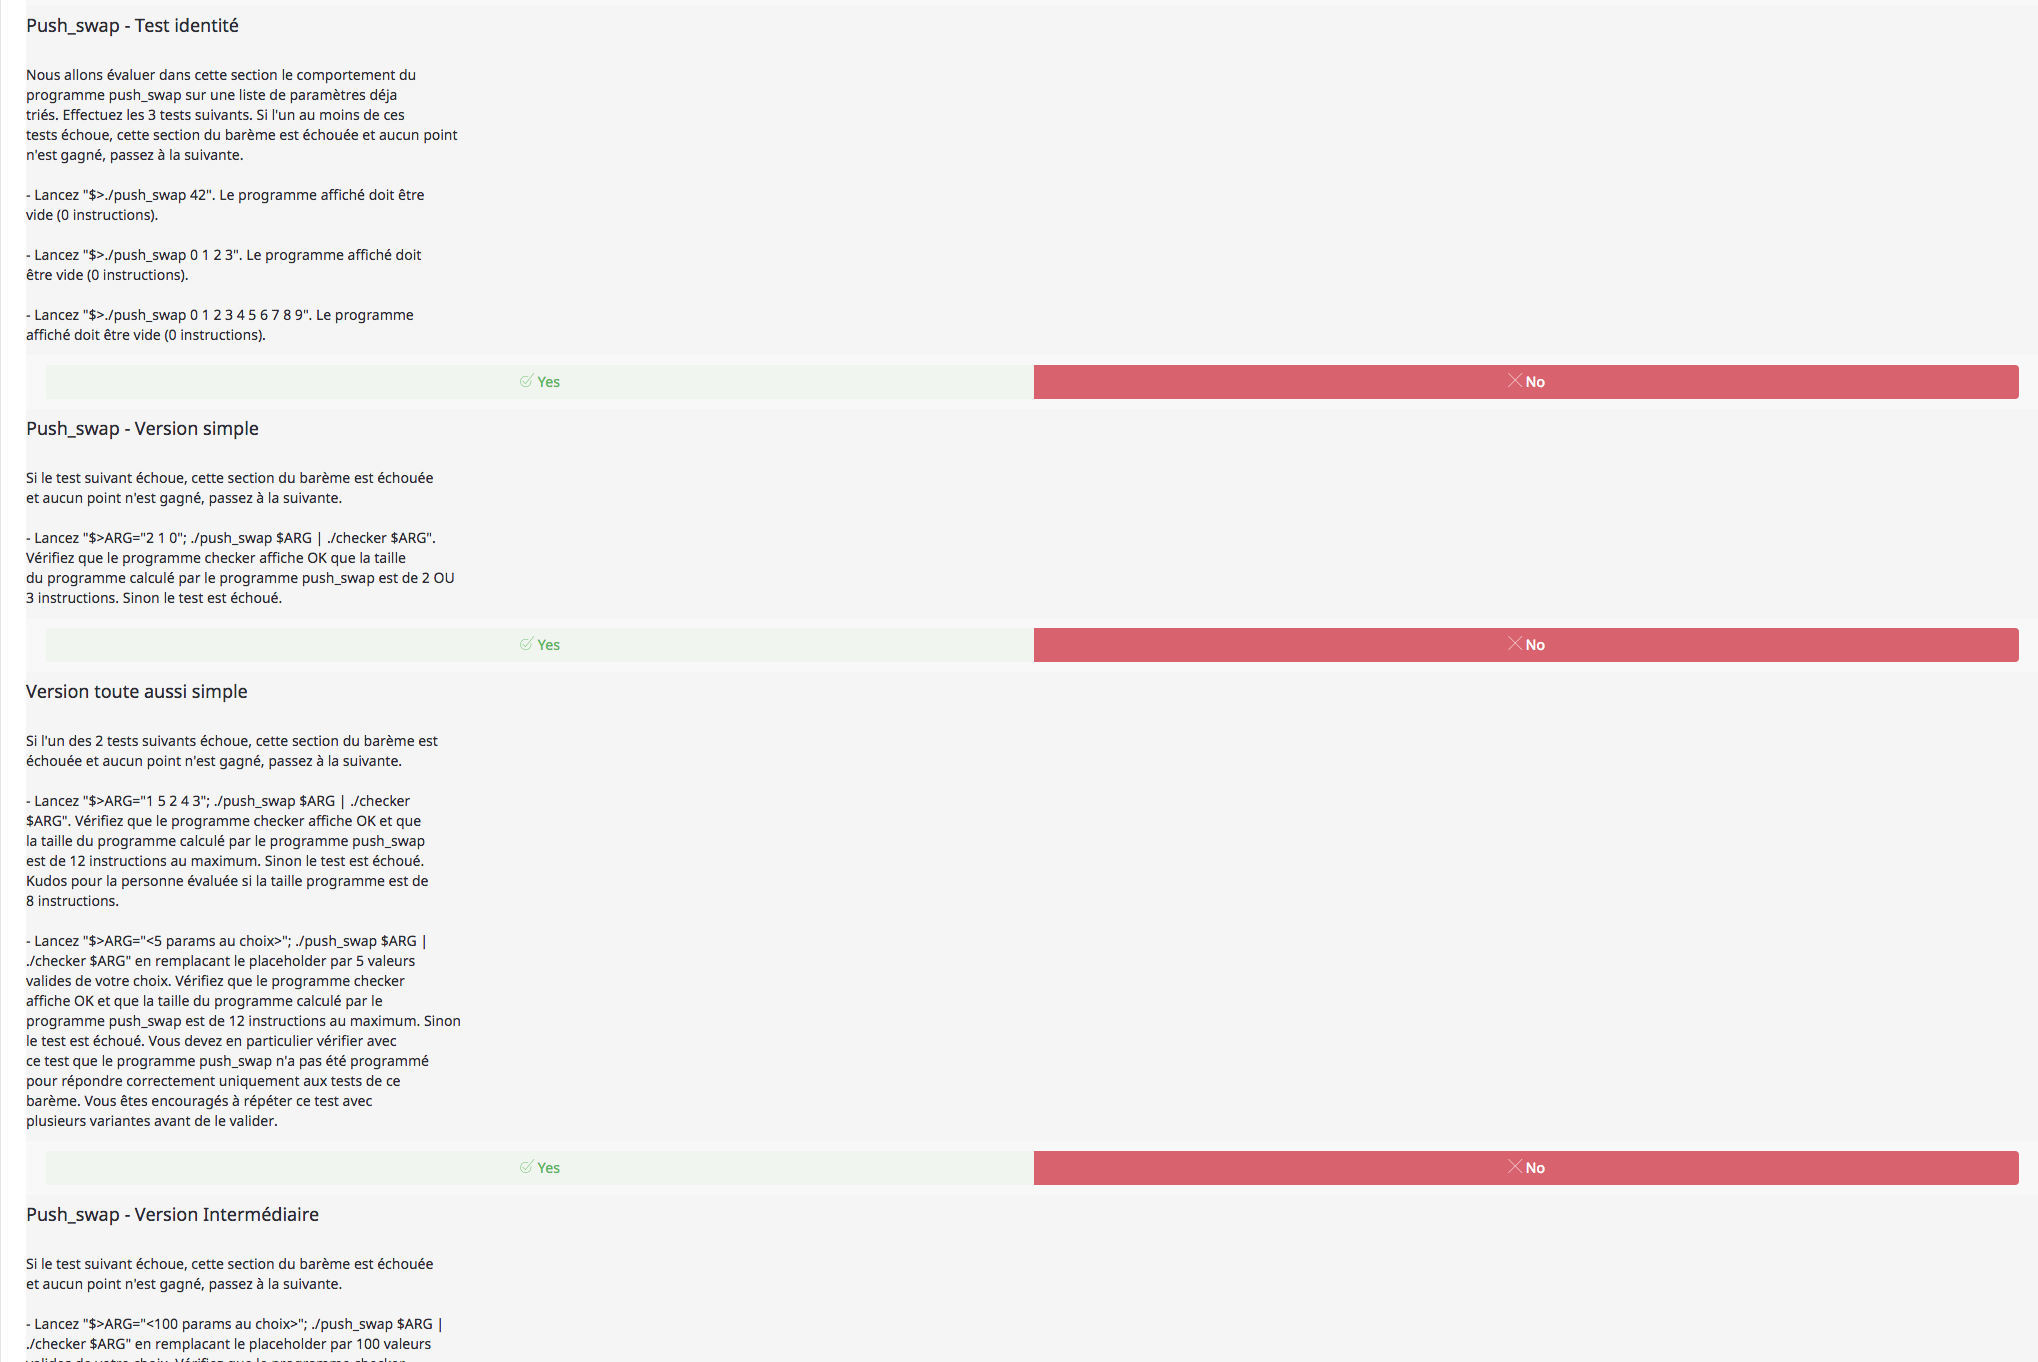 Push_swap - Test identité
Nous allons évaluer dans cette section le comportement du
programme push_swap sur une liste de paramètres déja
triés. Effectuez les 3 tests suivants. Si l'un au moins de ces
tests échoue, cette section du barème est échouée et aucun point
n'est gagné, passez à la suivante.
- Lancez "$>./push_swap 42". Le programme affiché doit être
vide (0 instructions).
- Lancez "$>./push_swap 0 1 2 3". Le programme affiché doit
être vide (0 instructions).
- Lancez "$>./push_swap 0 1 2 3 4 5 6 7 8 9". Le programme
affiché doit être vide (0 instructions).
Yes
No
Push_swap - Version simple
Si le test suivant échoue, cette section du barème est échouée
et aucun point n'est gagné, passez à la suivante.
- Lancez "$>ARG="2 1 0"; ./push_swap $ARG | ./checker $ARG".
Vérifiez que le programme checker affiche OK que la taille
du programme calculé par le programme push_swap est de 2 OU
3 instructions. Sinon le test est échoué.
Yes
No
Version toute aussi simple
Si l'un des 2 tests suivants échoue, cette section du barème est
échouée et aucun point n'est gagné, passez à la suivante.
- Lancez "$>ARG="1 5 2 4 3"; ./push_swap $ARG | ./checker
$ARG". Vérifiez que le programme checker affiche OK et que
la taille du programme calculé par le programme push_swap
est de 12 instructions au maximum. Sinon le test est échoué.
Kudos pour la personne évaluée si la taille programme est de
8 instructions.
- Lancez "$>ARG="<5 params au choix>"; ./push_swap $ARG |
./checker $ARG" en remplacant le placeholder par 5 valeurs
valides de votre choix. Vérifiez que le programme checker
affiche OK et que la taille du programme calculé par le
programme push_swap est de 12 instructions au maximum. Sinon
le test est échoué. Vous devez en particulier vérifier avec
ce test que le programme push_swap n'a pas été programmé
pour répondre correctement uniquement aux tests de ce
barème. Vous êtes encouragés à répéter ce test avec
plusieurs variantes avant de le valider.
Yes
No
Push_swap - Version Intermédiaire
Si le test suivant échoue, cette section du barème est échouée
et aucun point n'est gagné, passez à la suivante.
- Lancez "$>ARG="<100 params au choix>"; ./push_swap $ARG |
./checker $ARG" en remplacant le placeholder par 100 valeurs
valides de votre choix. Vérifiez que le programme checker